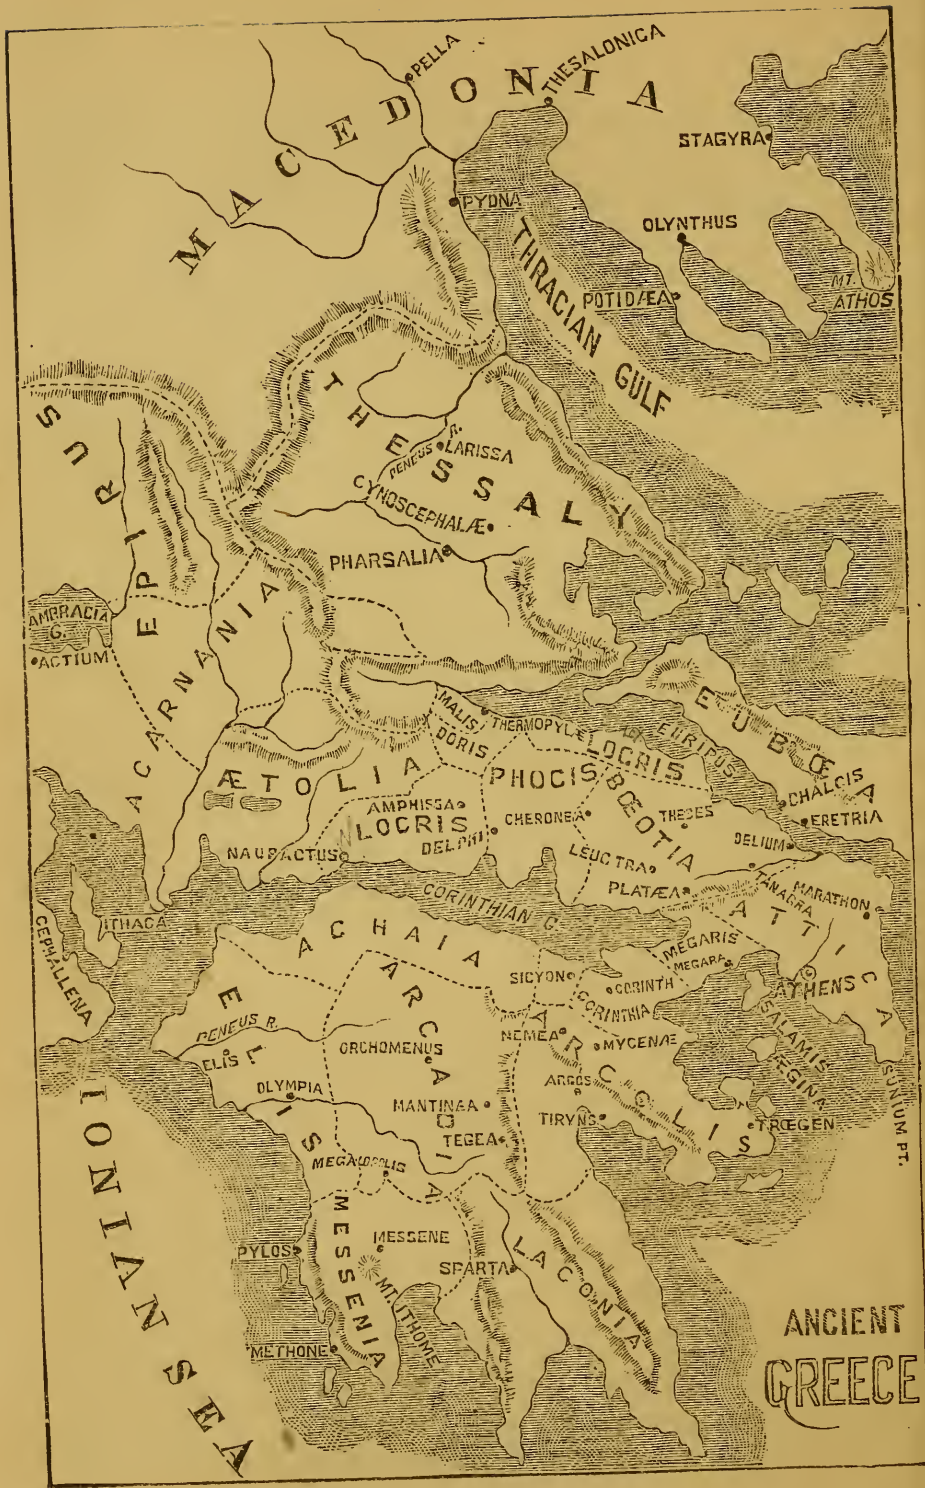 MACEDONIA
PELLA
THESALONICA
STAGYRA
PYDNA
OLYNTHUS
POTIDÆA
MT. ATHOS
THRACIAN GULF
EPIRUS
THESSALY
PENEUS R.
LARISSA
CYNOSCEPHALÆ
PHARSALIA
AMBRACIA G.
ACTIUM
ACARNANIA
MALIS
THERMOPYLÆ
DORIS
LOCRIS
EURIPUS
EUBŒA
ÆTOLIA
PHOCIS
BŒOTIA
CHALCIS
ERETRIA
AMPHISSA
LOCRIS
DELPHI
CHERONEA
THEBES
DELIUM
NAUPACTUS
LEUCTRA
PLATÆA
TANAGRA
MARATHON
ATTICA
CORINTHIAN G.
ITHACA
CEPHALLENA
ACHAIA
SICYON
MEGARIS
MEGARA
CORINTH
CORINTHIA
ATHENS
SALAMIS
ÆGINA
SUNIUM PT.
ELIS
PENEUS R.
ELIS
OLYMPIA
ARCAIA
ORCHOMENUS
MANTINÆA
TEGEA
NEMEA
MYCENÆ
ARGOS
ARGOLIS
TIRYNS
TRŒGEN
MEGALOPOLIS
MESSENIA
MESSENE
PYLOS
MT. ITHOME
METHONE
SPARTA
LACONIA
IONIAN SEA
ANCIENT
GREECE